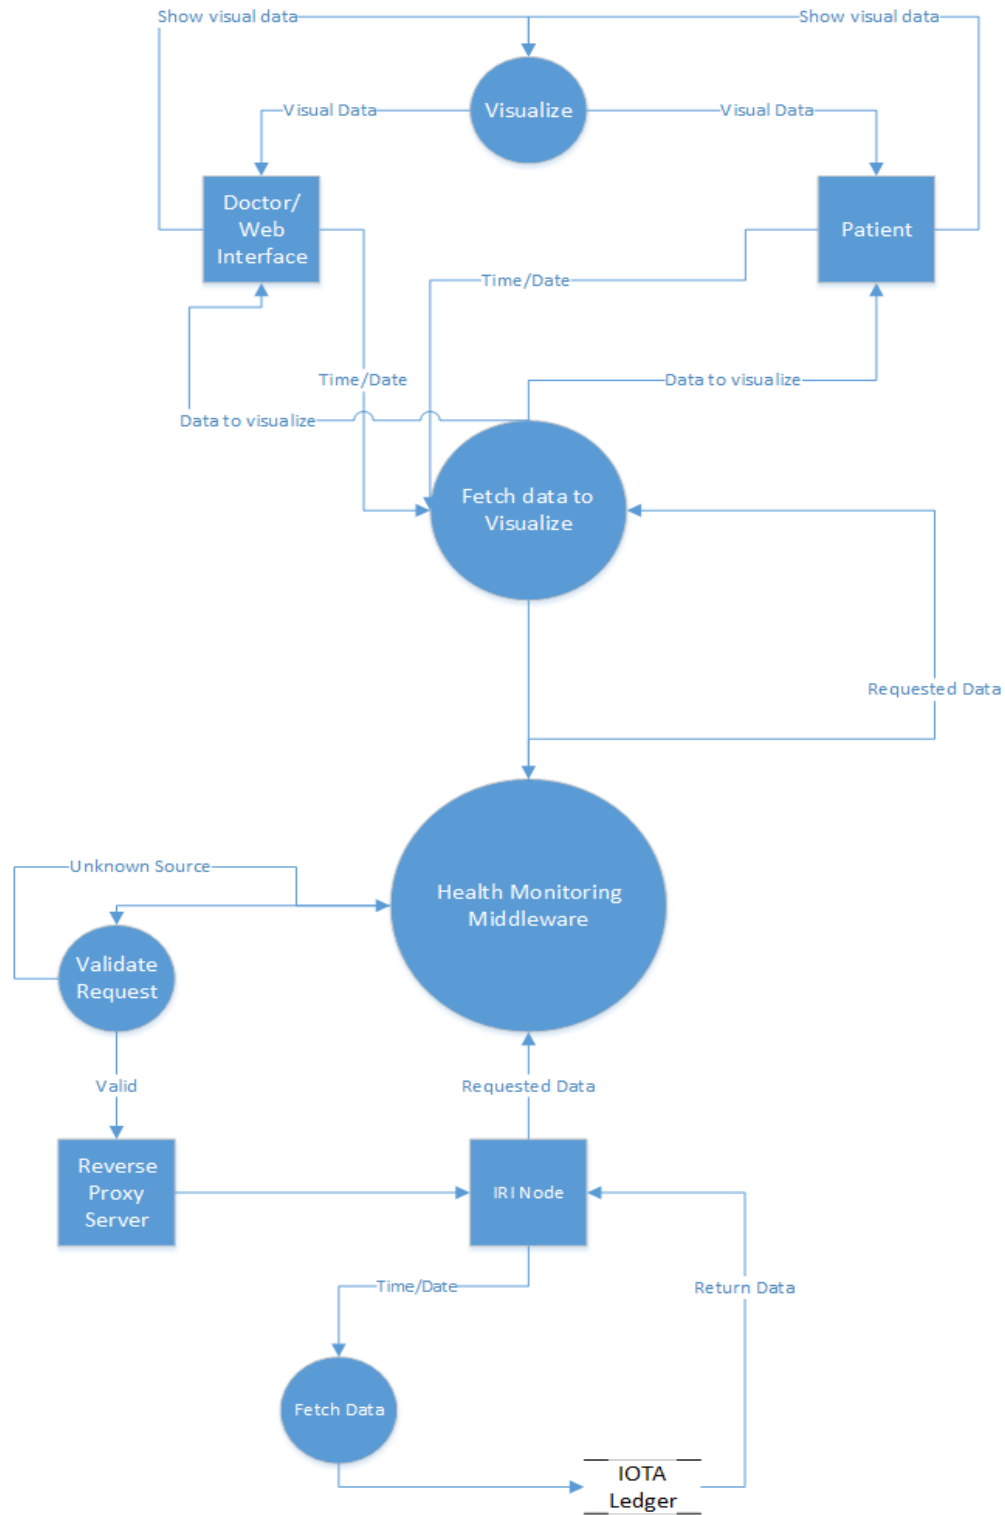 Show visual data
Show visual data
Visualize
Visual Data
Visual Data
Doctor/
Web
Interface
Patient
Time/Date
Time/Date
Data to visualize
Data to visualize
Fetch data to
Visualize
Requested Data
Unknown Source
Health Monitoring
Middleware
Validate
Request
Valid
Requested Data
Reverse
Proxy
Server
IRI Node
Time/Date
Return Data
Fetch Data
IOTA
Ledger